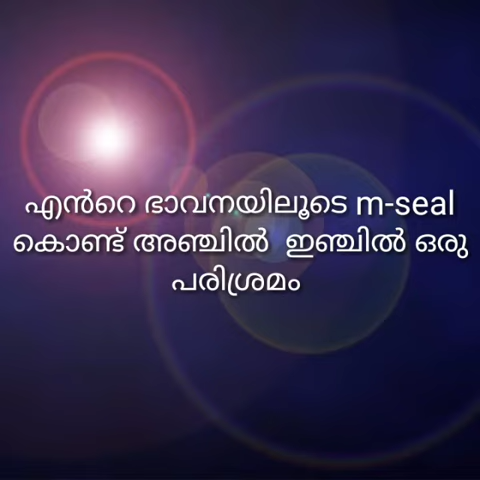 എൻറെ ഭാവനയിലൂടെ m-seal
കൊണ്ട് അഞ്ചിൽ ഇഞ്ചിൽ ഒരു
പരിശ്രമം